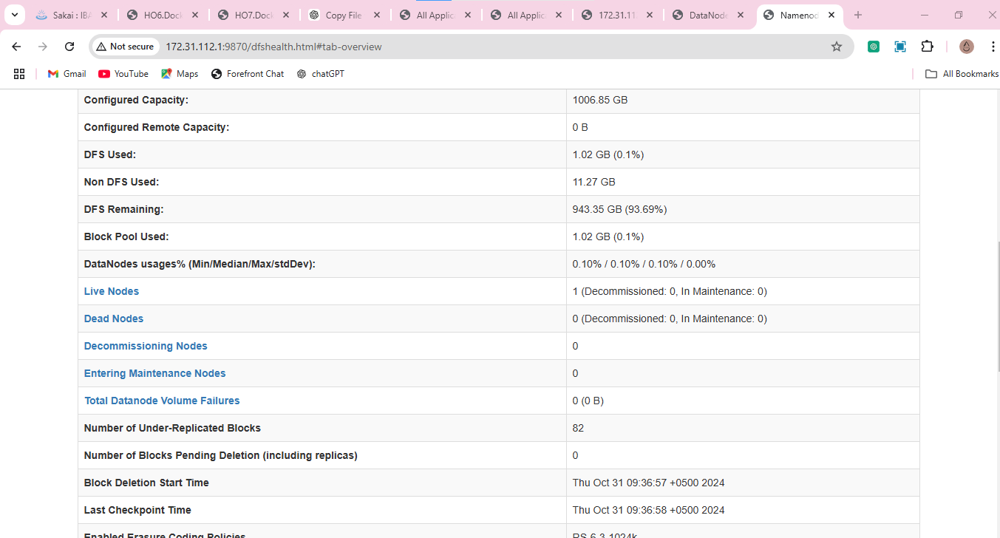 Sakai : IBA
HO6.Dock
HO7.Dock
Copy File
All Applic
All Applic
172.31.11
DataNode
Namenod
Not secure
172.31.112.1:9870/dfshealth.html#tab-overview
Gmail
YouTube
Maps
Forefront Chat
chatGPT
All Bookmarks
Configured Capacity: 1006.85 GB
Configured Remote Capacity: 0 B
DFS Used: 1.02 GB (0.1%)
Non DFS Used: 11.27 GB
DFS Remaining: 943.35 GB (93.69%)
Block Pool Used: 1.02 GB (0.1%)
DataNodes usages% (Min/Median/Max/stdDev): 0.10% / 0.10% / 0.10% / 0.00%
Live Nodes 1 (Decommissioned: 0, In Maintenance: 0)
Dead Nodes 0 (Decommissioned: 0, In Maintenance: 0)
Decommissioning Nodes 0
Entering Maintenance Nodes 0
Total Datanode Volume Failures 0 (0 B)
Number of Under-Replicated Blocks 82
Number of Blocks Pending Deletion (including replicas) 0
Block Deletion Start Time Thu Oct 31 09:36:57 +0500 2024
Last Checkpoint Time Thu Oct 31 09:36:58 +0500 2024
Enabled Erasure Coding Policies RS-6-3-1024k